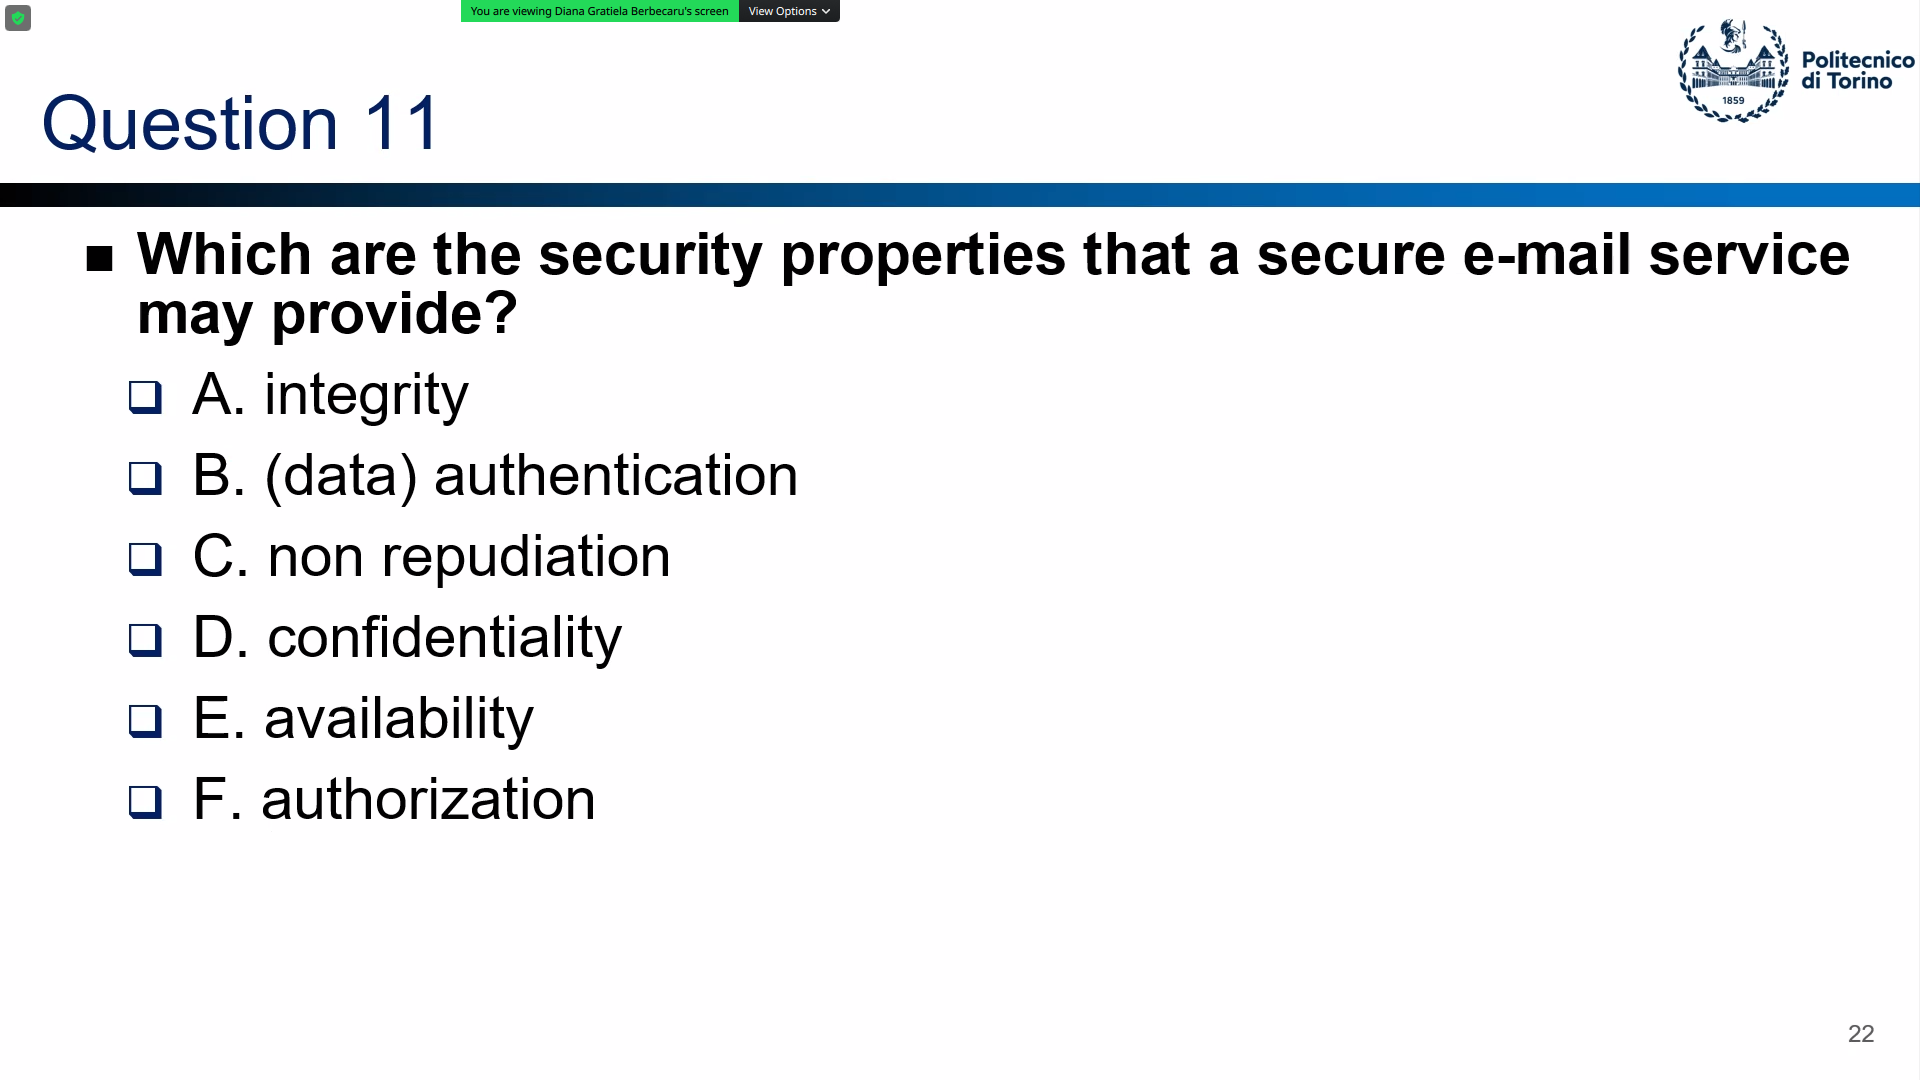 You are viewing Diana Gratiela Berbecaru's screen View Options
Politecnico
di Torino
1859
Question 11
Which are the security properties that a secure e-mail service
may provide?
A. integrity
B. (data) authentication
C. non repudiation
D. confidentiality
E. availability
F. authorization
22